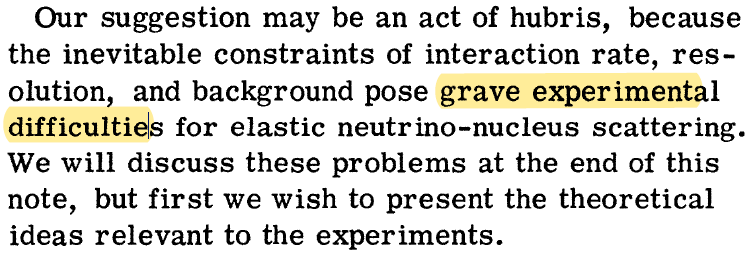 Our suggestion may be an act of hubris, because
the inevitable constraints of interaction rate, res-
olution, and background pose grave experimental
difficulties for elastic neutrino-nucleus scattering.
We will discuss these problems at the end of this
note, but first we wish to present the theoretical
ideas relevant to the experiments.